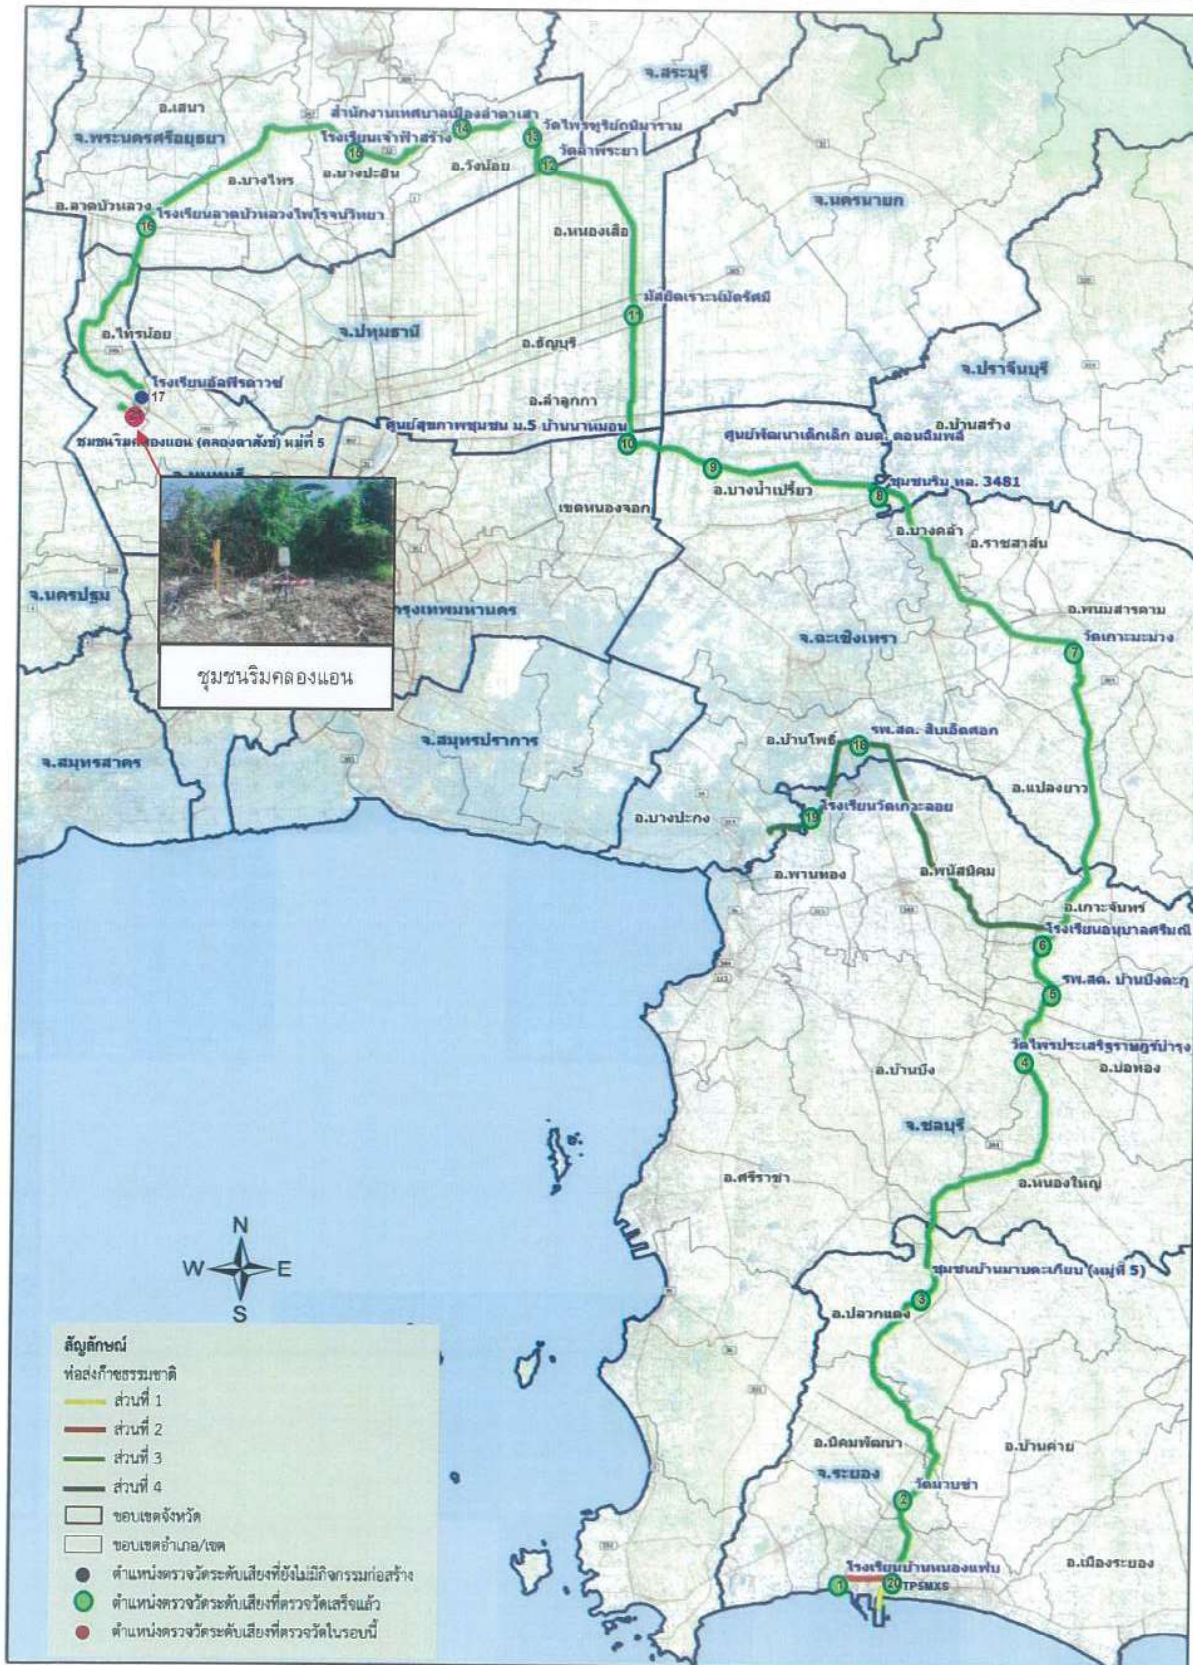 จ.สระบุรี
อ.เสนา
จ.พระนครศรีอยุธยา
สำนักงานเทศบาลเมืองลำตาเสา
14
13
วัดไพฑูริย์ถนิมาราม
โรงเรียนเจ้าฟ้าสร้าง
15
อ.วังน้อย
12
วัดลำพระยา
อ.บางไทร
อ.บางปะอิน
จ.นครนายก
อ.ลาดบัวหลวง
16
โรงเรียนลาดบัวหลวงไพโรจน์วิทยา
อ.หนองเสือ
11
อ.ไทรน้อย
จ.ปทุมธานี
อ.ธัญบุรี
จ.ปราจีนบุรี
โรงเรียนอัลฟีรดาวซ์
17
อ.ลำลูกกา
อ.บ้านสร้าง
ศูนย์สุขภาพชุมชน ม.5 บ้านนาหมอน
10
ศูนย์พัฒนาเด็กเล็ก อบต. ดอนฉิมพลี
ชุมชนริมคลองแอน (คลองตาสังข์) หมู่ที่ 5
9
อ.บางน้ำเปรี้ยว
8
ชุมชนริม ทล. 3481
เขตหนองจอก
อ.บางคล้า
อ.ราชสาส์น
จ.นครปฐม
กรุงเทพมหานคร
อ.พนมสารคาม
จ.ฉะเชิงเทรา
7
วัดเกาะมะม่วง
ชุมชนริมคลองแอน
จ.สมุทรปราการ
จ.สมุทรสาคร
อ.บ้านโพธิ์
18
รพ.สต. สิบเอ็ดศอก
อ.แปลงยาว
อ.บางปะกง
19
โรงเรียนวัดเกาะลอย
อ.พานทอง
อ.พนัสนิคม
อ.เกาะจันทร์
โรงเรียนอนุบาลศรีมณี
6
5
รพ.สต. บ้านบึงตะกู
วัดไพรประเสริฐราษฎร์บำรุง
4
อ.บ่อทอง
อ.บ้านบึง
จ.ชลบุรี
อ.ศรีราชา
อ.หนองใหญ่
N
W
E
S
ชุมชนบ้านมาบตะเกียน (หมู่ที่ 5)
3
อ.ปลวกแดง
สัญลักษณ์
ท่อส่งก๊าซธรรมชาติ
ส่วนที่ 1
ส่วนที่ 2
ส่วนที่ 3
ส่วนที่ 4
ขอบเขตจังหวัด
ขอบเขตอำเภอ/เขต
ตำแหน่งตรวจวัดระดับเสียงที่ยังไม่มีกิจกรรมก่อสร้าง
ตำแหน่งตรวจวัดระดับเสียงที่ตรวจวัดเสร็จแล้ว
ตำแหน่งตรวจวัดระดับเสียงที่ตรวจวัดในรอบนี้
อ.นิคมพัฒนา
อ.บ้านค่าย
จ.ระยอง
2
วัดมาบข่า
โรงเรียนบ้านหนองแฟบ
อ.เมืองระยอง
1
20
TPSMXS